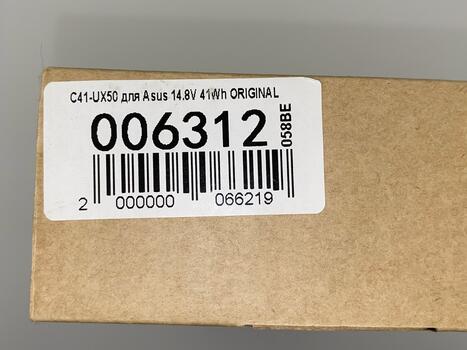 C41-UX50 для Asus 14.8V 41Wh ORIGINAL
006312
058BE
2 000000 066219